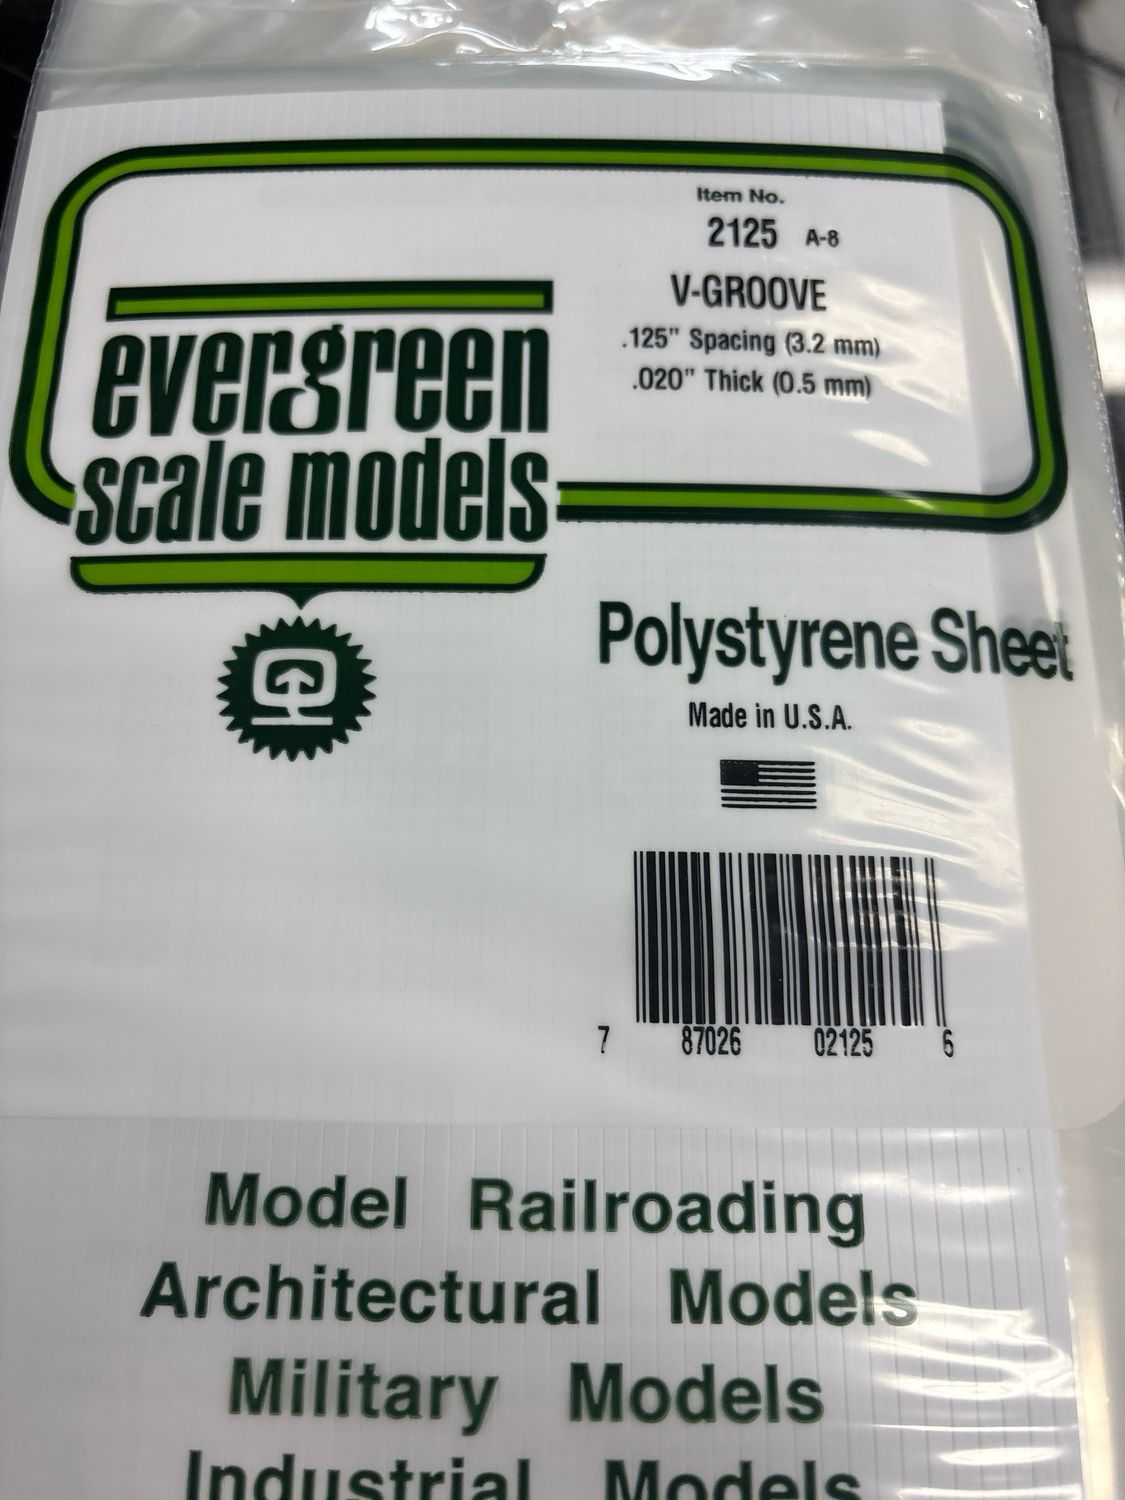 Item No.
2125 A-8
V-GROOVE
.125" Spacing (3.2 mm)
.020" Thick (0.5 mm)
evergreen
scale models
Polystyrene Sheet
Made in U.S.A.
7 87026 02125 6
Model Railroading
Architectural Models
Military Models
Industrial Models